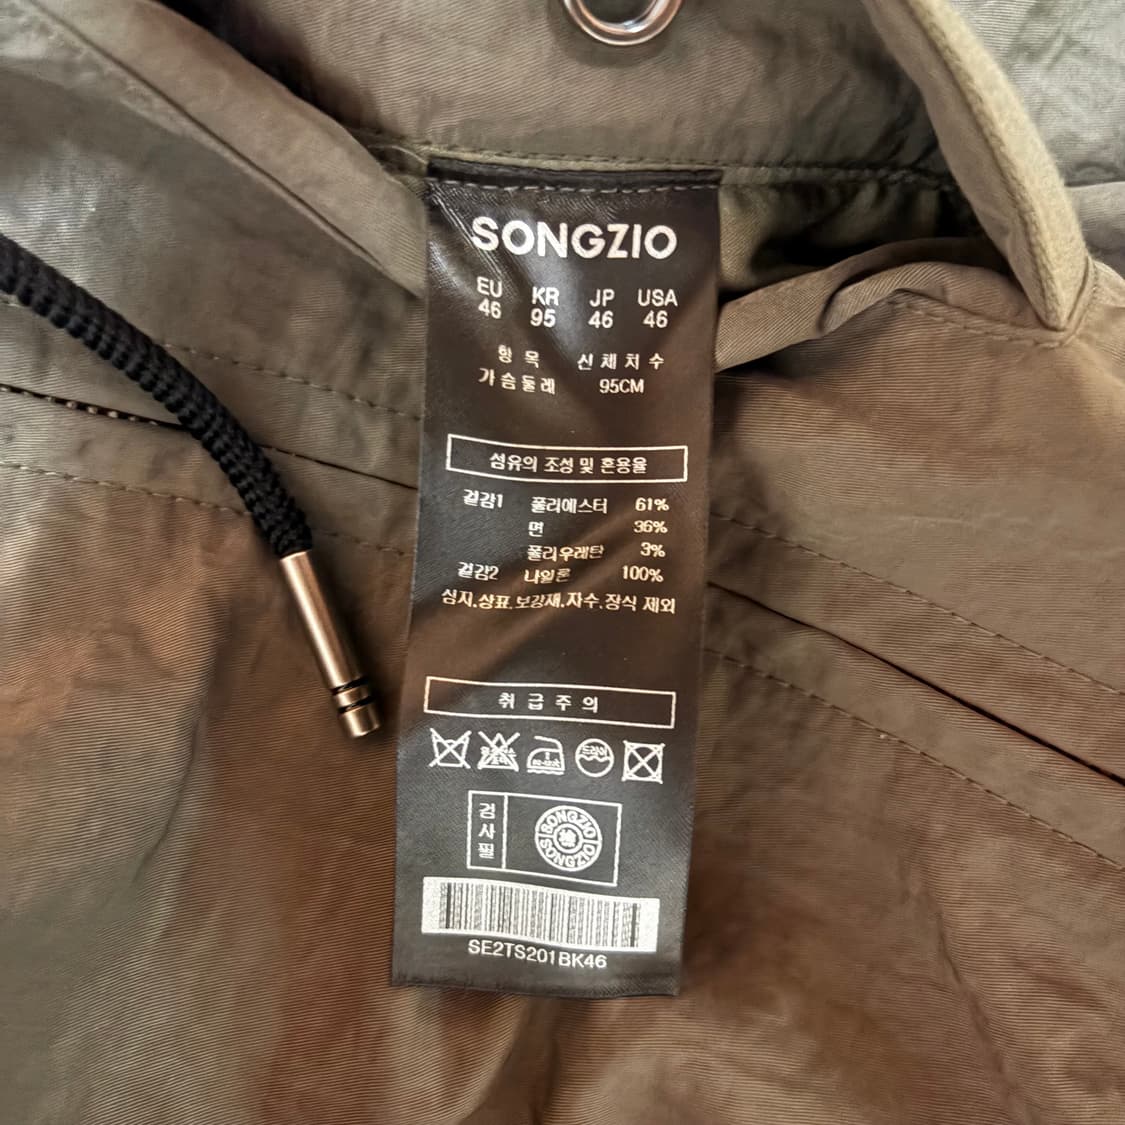 SONGZIO
EU KR JP USA
46 95 46 46
항 목 신 체 치 수
가슴둘레 95CM
섬유의 조성 및 혼용율
겉감1 폴리에스터 61%
면 36%
폴리우레탄 3%
겉감2 나일론 100%
심지,상표,보강재,자수,장식 제외
취 급 주 의
드라이
검사필
SONGZIO
SONGZIO
SE2TS201BK46